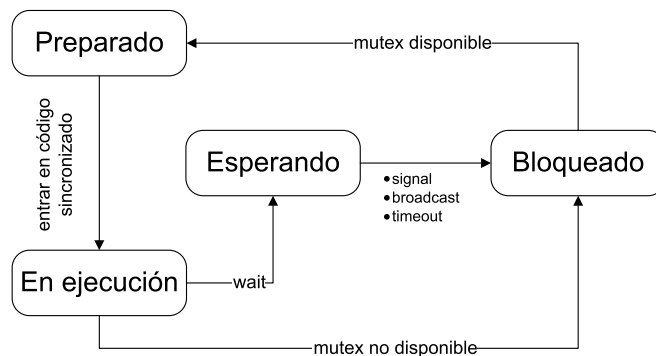 Preparado
mutex disponible
entrar en código
sincronizado
Esperando
•signal
•broadcast
•timeout
Bloqueado
En ejecución
wait
mutex no disponible